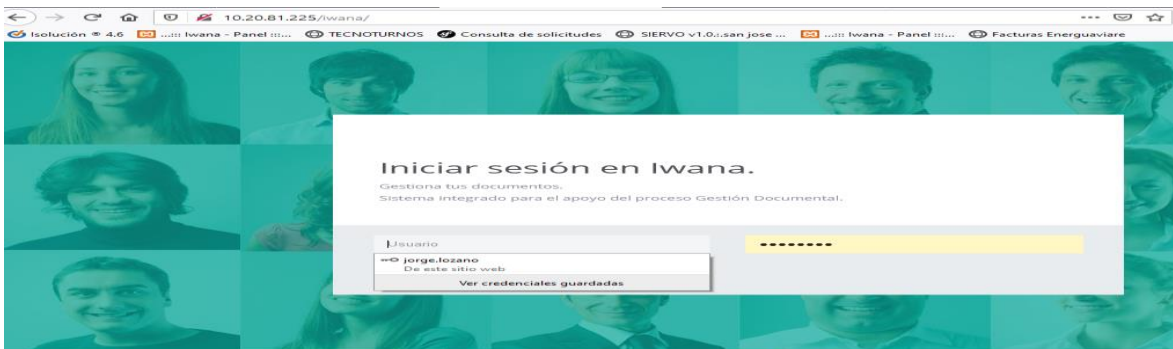 10.20.81.225/iwana/
Isolución ® 4.6 ...::: Iwana - Panel :::... TECNOTURNOS Consulta de solicitudes SIERVO v1.0.:.san jose ... ...::: Iwana - Panel :::... Facturas Energuaviare
Iniciar sesión en Iwana.
Gestiona tus documentos.
Sistema Integrado para el apoyo del proceso Gestión Documental.
Usuario ••••••••
jorge.lozano
De este sitio web
Ver credenciales guardadas